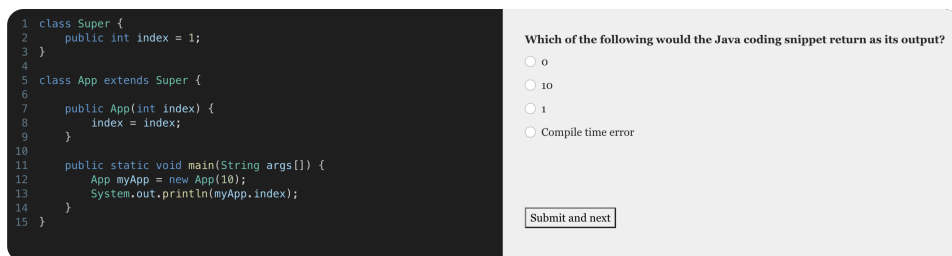 1 class Super {
2     public int index = 1;
3 }
4
5 class App extends Super {
6
7     public App(int index) {
8         index = index;
9     }
10
11     public static void main(String args[]) {
12         App myApp = new App(10);
13         System.out.println(myApp.index);
14     }
15 }
Which of the following would the Java coding snippet return as its output?
0
10
1
Compile time error
Submit and next